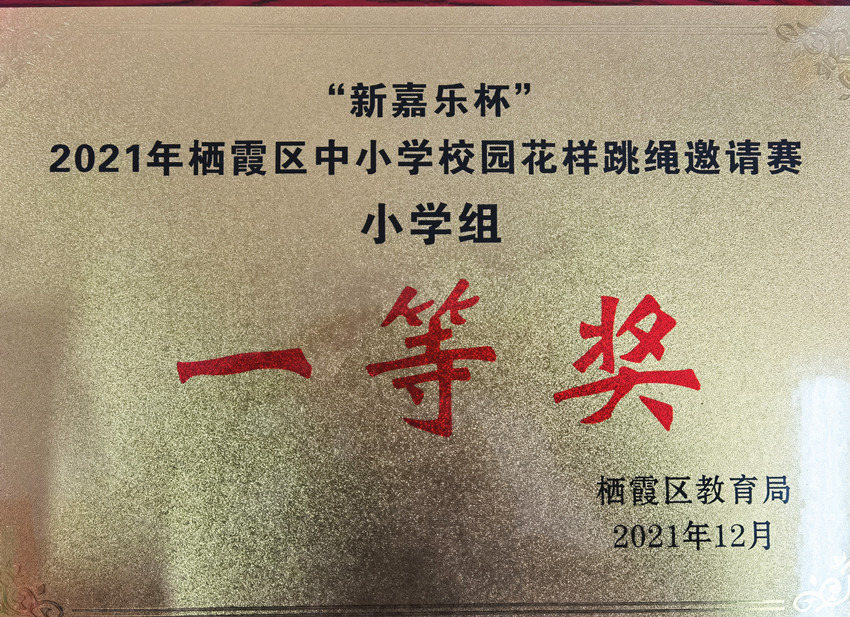 “新嘉乐杯”
2021年栖霞区中小学校园花样跳绳邀请赛
小学组
一等奖
栖霞区教育局
2021年12月